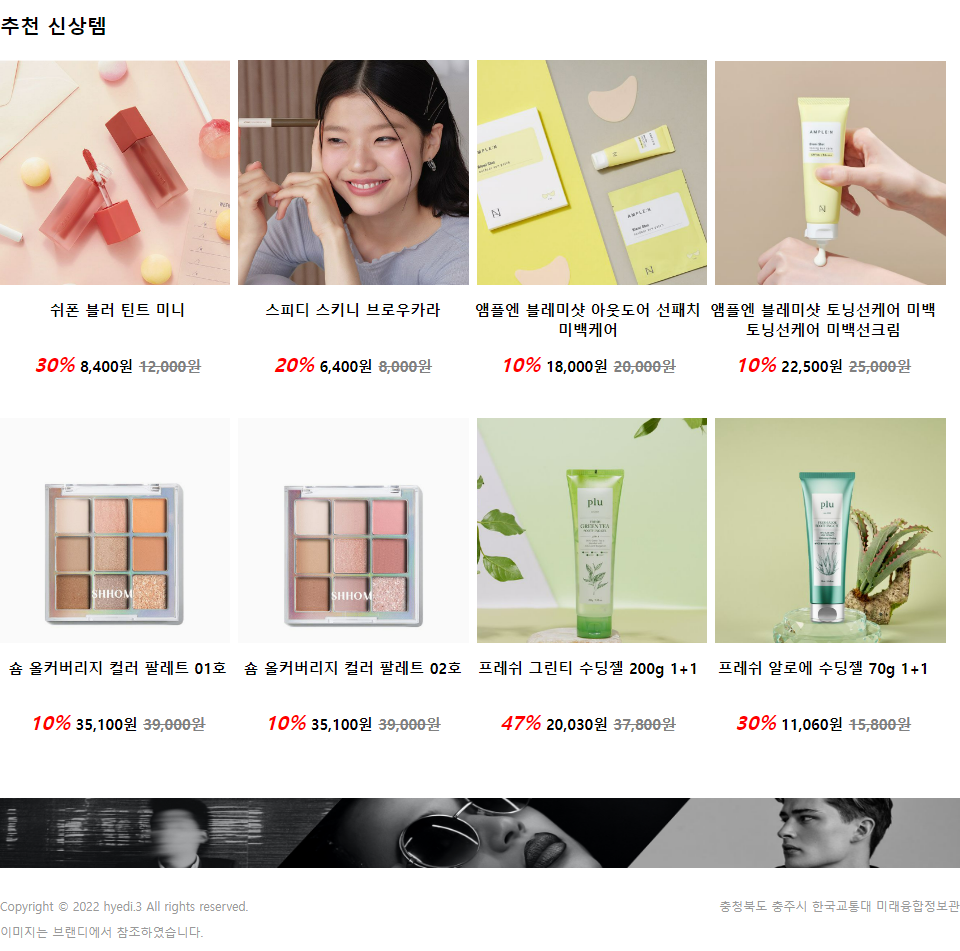 추천 신상템
AMPLE:N
AMPLE:N
AMPLE:N
N
N
N
쉬폰 블러 틴트 미니
스피디 스키니 브로우카라
앰플엔 블레미샷 아웃도어 선패치
미백케어
앰플엔 블레미샷 토닝선케어 미백
토닝선케어 미백선크림
30% 8,400원 12,000원
20% 6,400원 8,000원
10% 18,000원 20,000원
10% 22,500원 25,000원
SHHOM
SHHOM
plu
GREEN TEA
plu
숌 올커버리지 컬러 팔레트 01호
숌 올커버리지 컬러 팔레트 02호
프레쉬 그린티 수딩젤 200g 1+1
프레쉬 알로에 수딩젤 70g 1+1
10% 35,100원 39,000원
10% 35,100원 39,000원
47% 20,030원 37,800원
30% 11,060원 15,800원
Copyright © 2022 hyedi.3 All rights reserved.
충청북도 충주시 한국교통대 미래융합정보관
이미지는 브랜디에서 참조하였습니다.